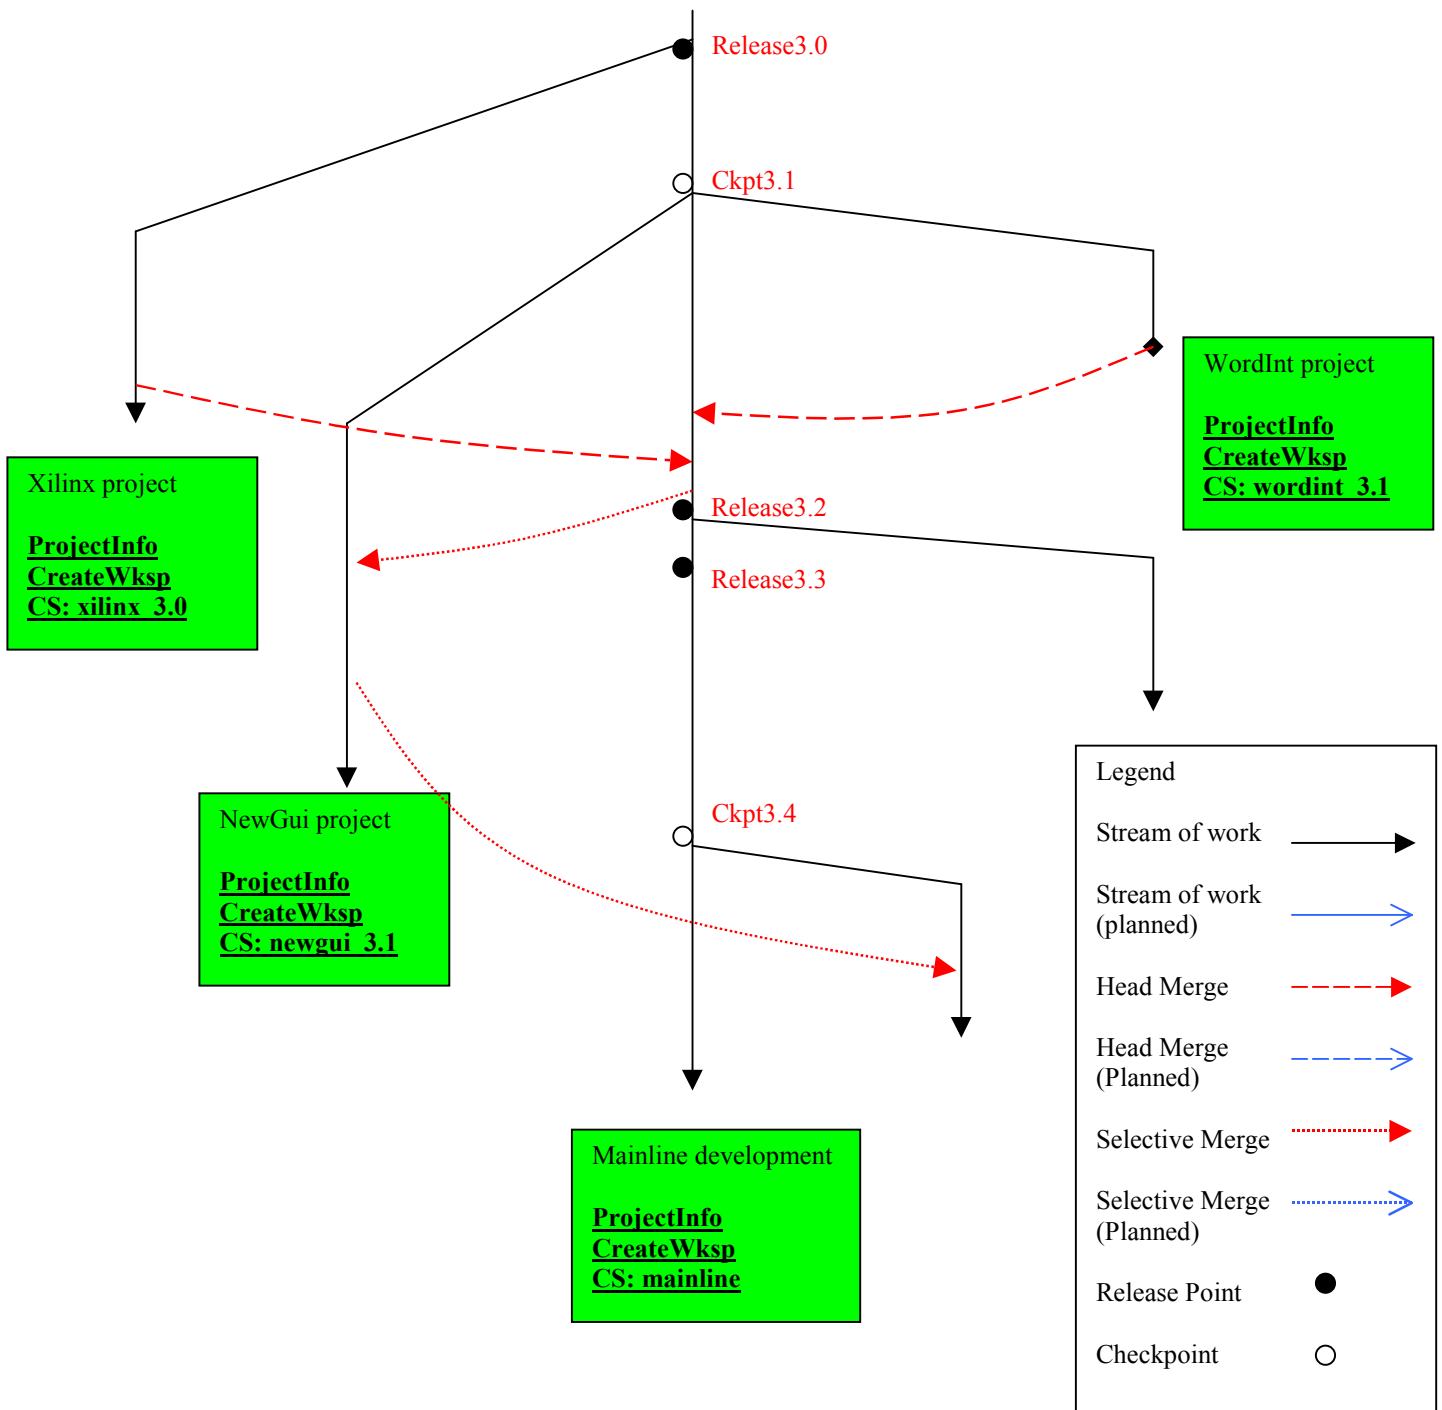 Release3.0
Ckpt3.1
WordInt project
ProjectInfo
CreateWksp
CS: wordint_3.1
Xilinx project
ProjectInfo
CreateWksp
CS: xilinx_3.0
Release3.2
Release3.3
NewGui project
ProjectInfo
CreateWksp
CS: newgui_3.1
Ckpt3.4
Mainline development
ProjectInfo
CreateWksp
CS: mainline
Legend
Stream of work
Stream of work
(planned)
Head Merge
Head Merge
(Planned)
Selective Merge
Selective Merge
(Planned)
Release Point
Checkpoint